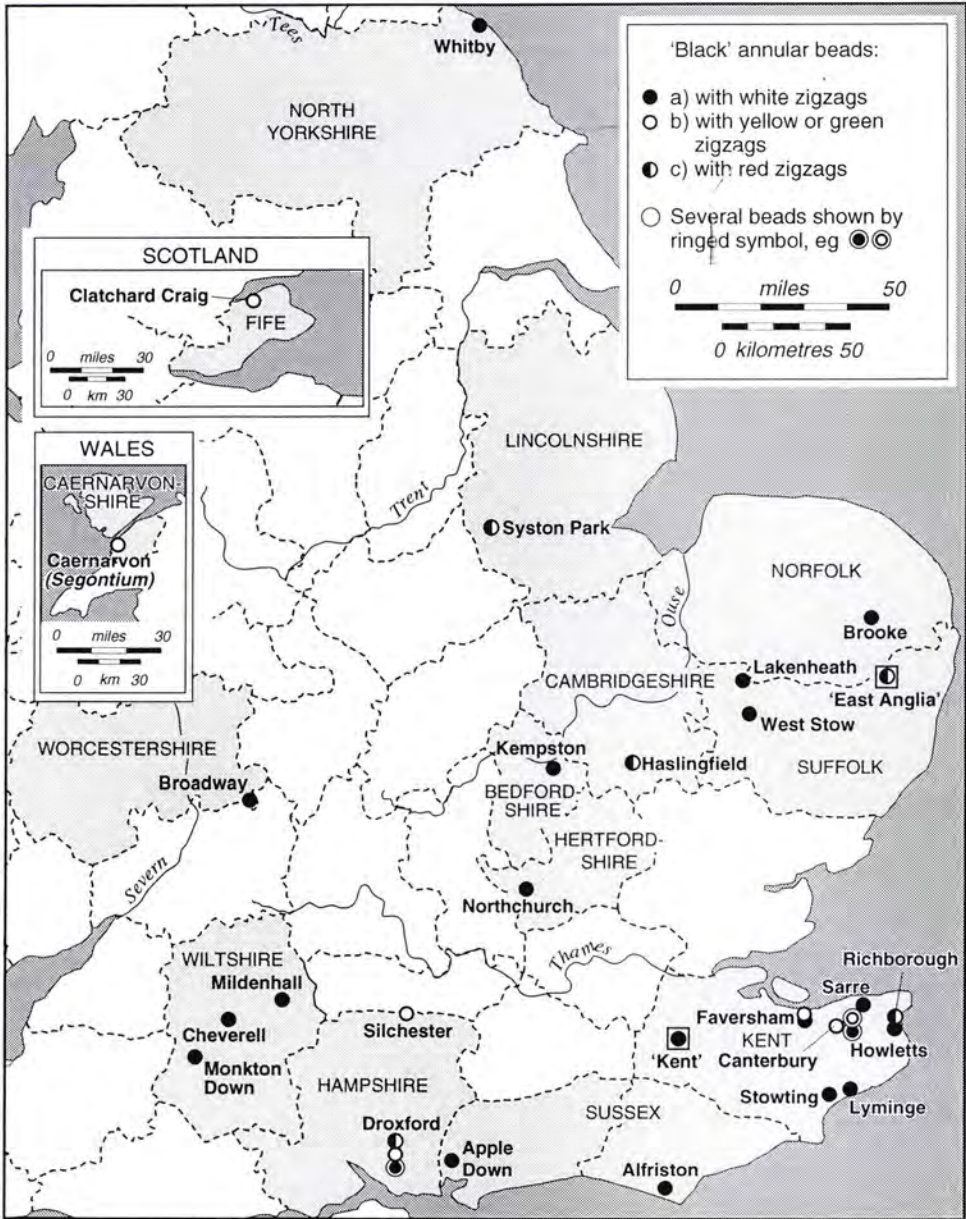 Tees
Whitby
NORTH
YORKSHIRE
'Black' annular beads:
a) with white zigzags
b) with yellow or green
zigzags
c) with red zigzags
Several beads shown by
ringed symbol, eg
0 miles 50
0 kilometres 50
SCOTLAND
Clatchard Craig
FIFE
0 miles 30
0 km 30
WALES
CAERNARVON-
SHIRE
Caernarvon
(Segontium)
0 miles 30
0 km 30
LINCOLNSHIRE
Trent
Syston Park
NORFOLK
Ouse
Brooke
Lakenheath
CAMBRIDGESHIRE
'East Anglia'
West Stow
WORCESTERSHIRE
Kempston
Haslingfield
SUFFOLK
Broadway
BEDFORD
SHIRE
HERTFORD-
SHIRE
Severn
Northchurch
Thames
WILTSHIRE
Mildenhall
Richborough
Sarre
Cheverell
Silchester
Faversham
KENT
'Kent'
Canterbury
Howletts
Monkton
Down
HAMPSHIRE
Stowting
Lyminge
SUSSEX
Droxford
Apple
Down
Alfriston